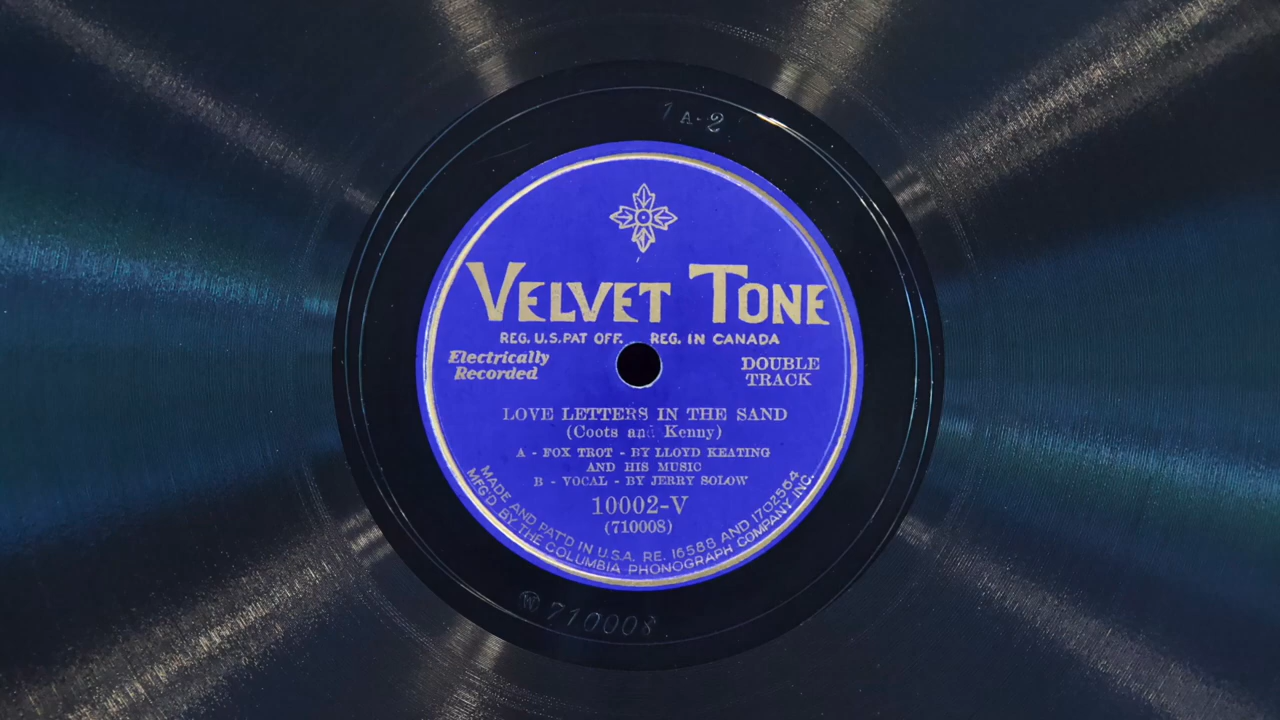 1 A-2
VELVET TONE
REG. U.S. PAT OFF. REG. IN CANADA
Electrically
Recorded
DOUBLE
TRACK
LOVE LETTERS IN THE SAND
(Coots and Kenny)
A - FOX TROT - BY LLOYD KEATING
AND HIS MUSIC
B - VOCAL - BY JERRY SOLOW
10002-V
(710008)
MADE AND PAT'D IN U.S.A. RE. 16588 AND 1702564
MFG'D BY THE COLUMBIA PHONOGRAPH COMPANY INC.
W 710008